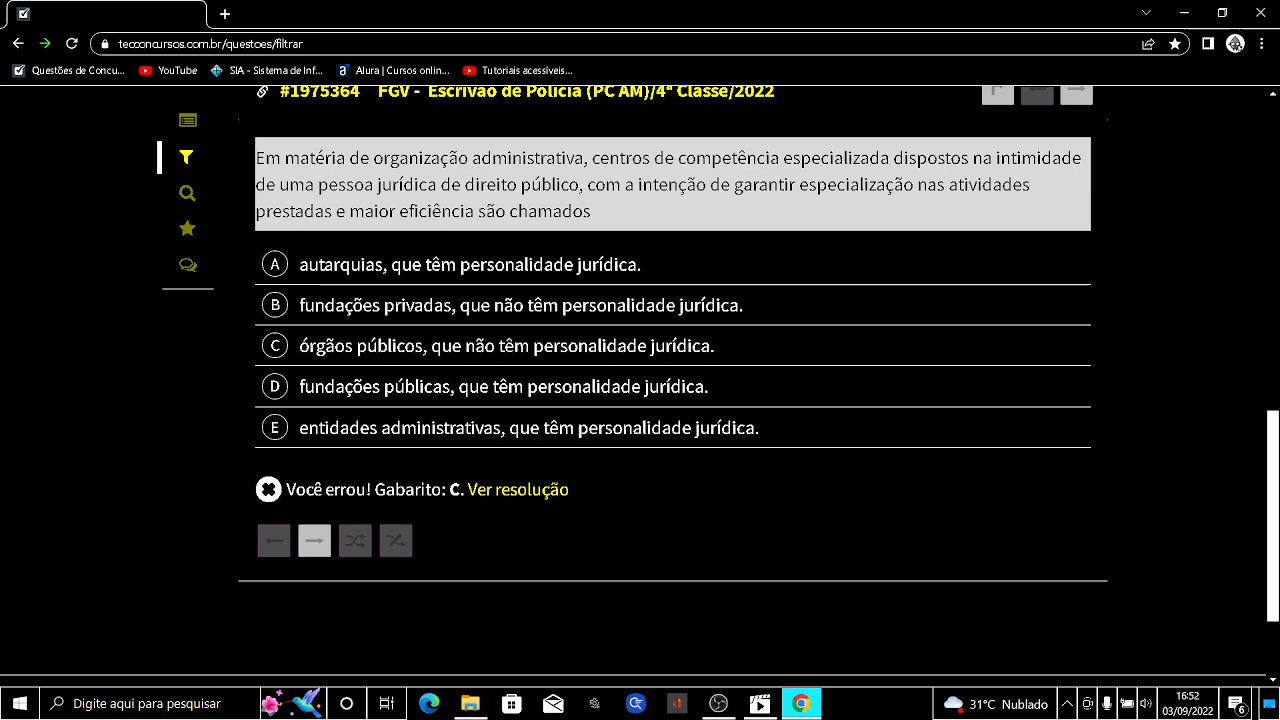 tecconcursos.com.br/questoes/filtrar
Questões de Concu...
YouTube
SIA - Sistema de Inf...
Alura | Cursos onlin...
Tutoriais acessíveis...
#1975364 FGV - Escrivão de Polícia (PC AM)/4ª Classe/2022
Em matéria de organização administrativa, centros de competência especializada dispostos na intimidade
de uma pessoa jurídica de direito público, com a intenção de garantir especialização nas atividades
prestadas e maior eficiência são chamados
A autarquias, que têm personalidade jurídica.
B fundações privadas, que não têm personalidade jurídica.
C órgãos públicos, que não têm personalidade jurídica.
D fundações públicas, que têm personalidade jurídica.
E entidades administrativas, que têm personalidade jurídica.
Você errou! Gabarito: C. Ver resolução
Digite aqui para pesquisar
31°C Nublado
16:52
03/09/2022
6